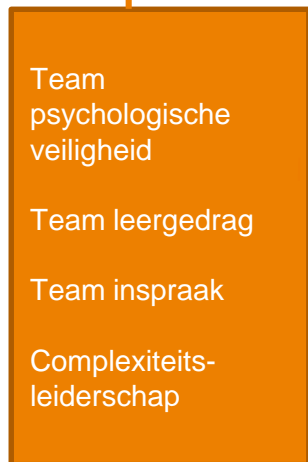 Team
psychologische
veiligheid
Team leergedrag
Team inspraak
Complexiteits-
leiderschap